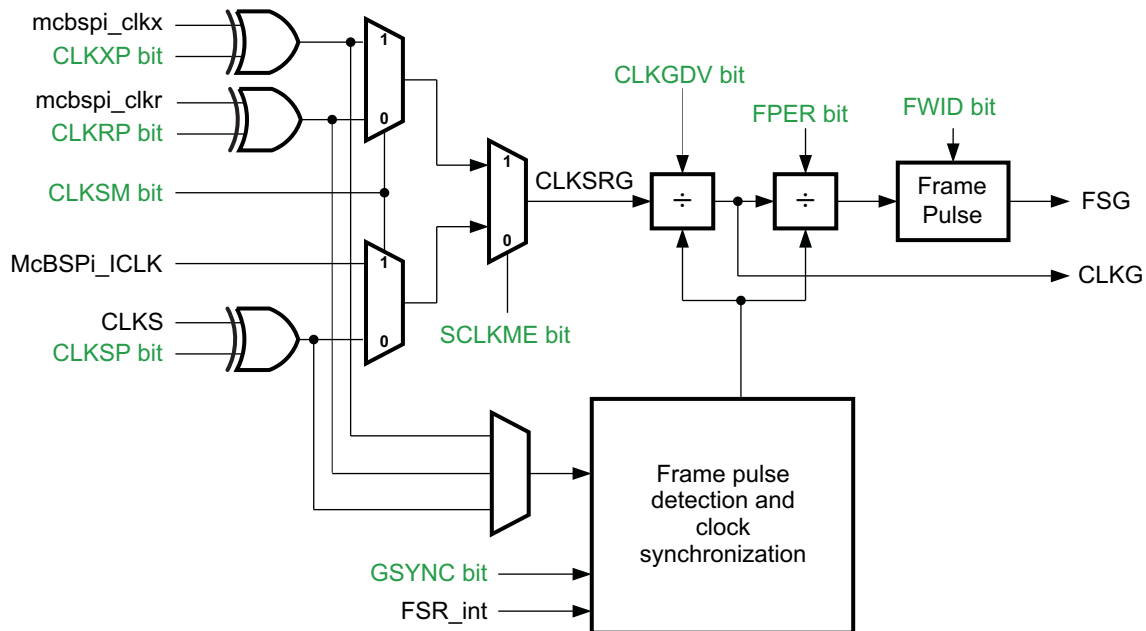 mcbspi_clkx
CLKXP bit
mcbspi_clkr
CLKRP bit
CLKSM bit
McBSPi_ICLK
CLKS
CLKSP bit
1
0
1
0
1
0
SCLKME bit
CLKSRG
CLKGDV bit
÷
FPER bit
÷
FWID bit
Frame
Pulse
FSG
CLKG
Frame pulse
detection and
clock
synchronization
GSYNC bit
FSR_int